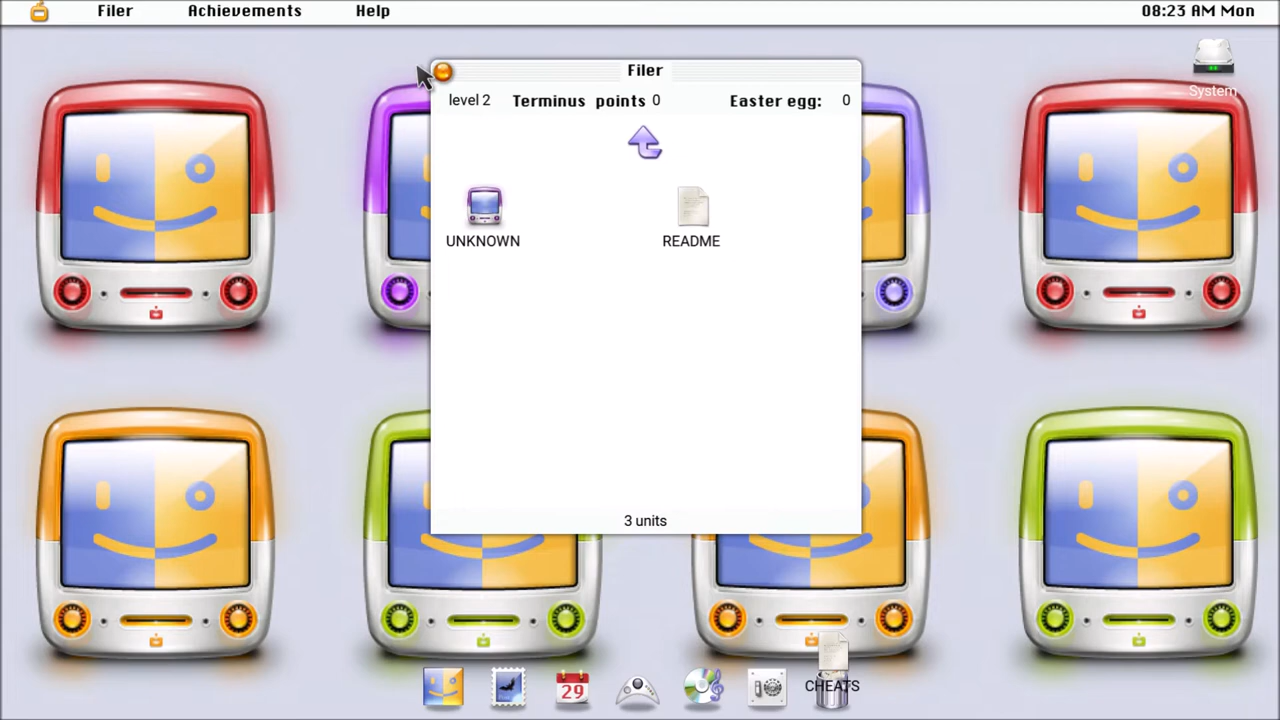 Filer Achievements Help 08:23 AM Mon
Filer
System
level 2 Terminus points 0 Easter egg: 0
UNKNOWN README
3 units
29
CHEATS